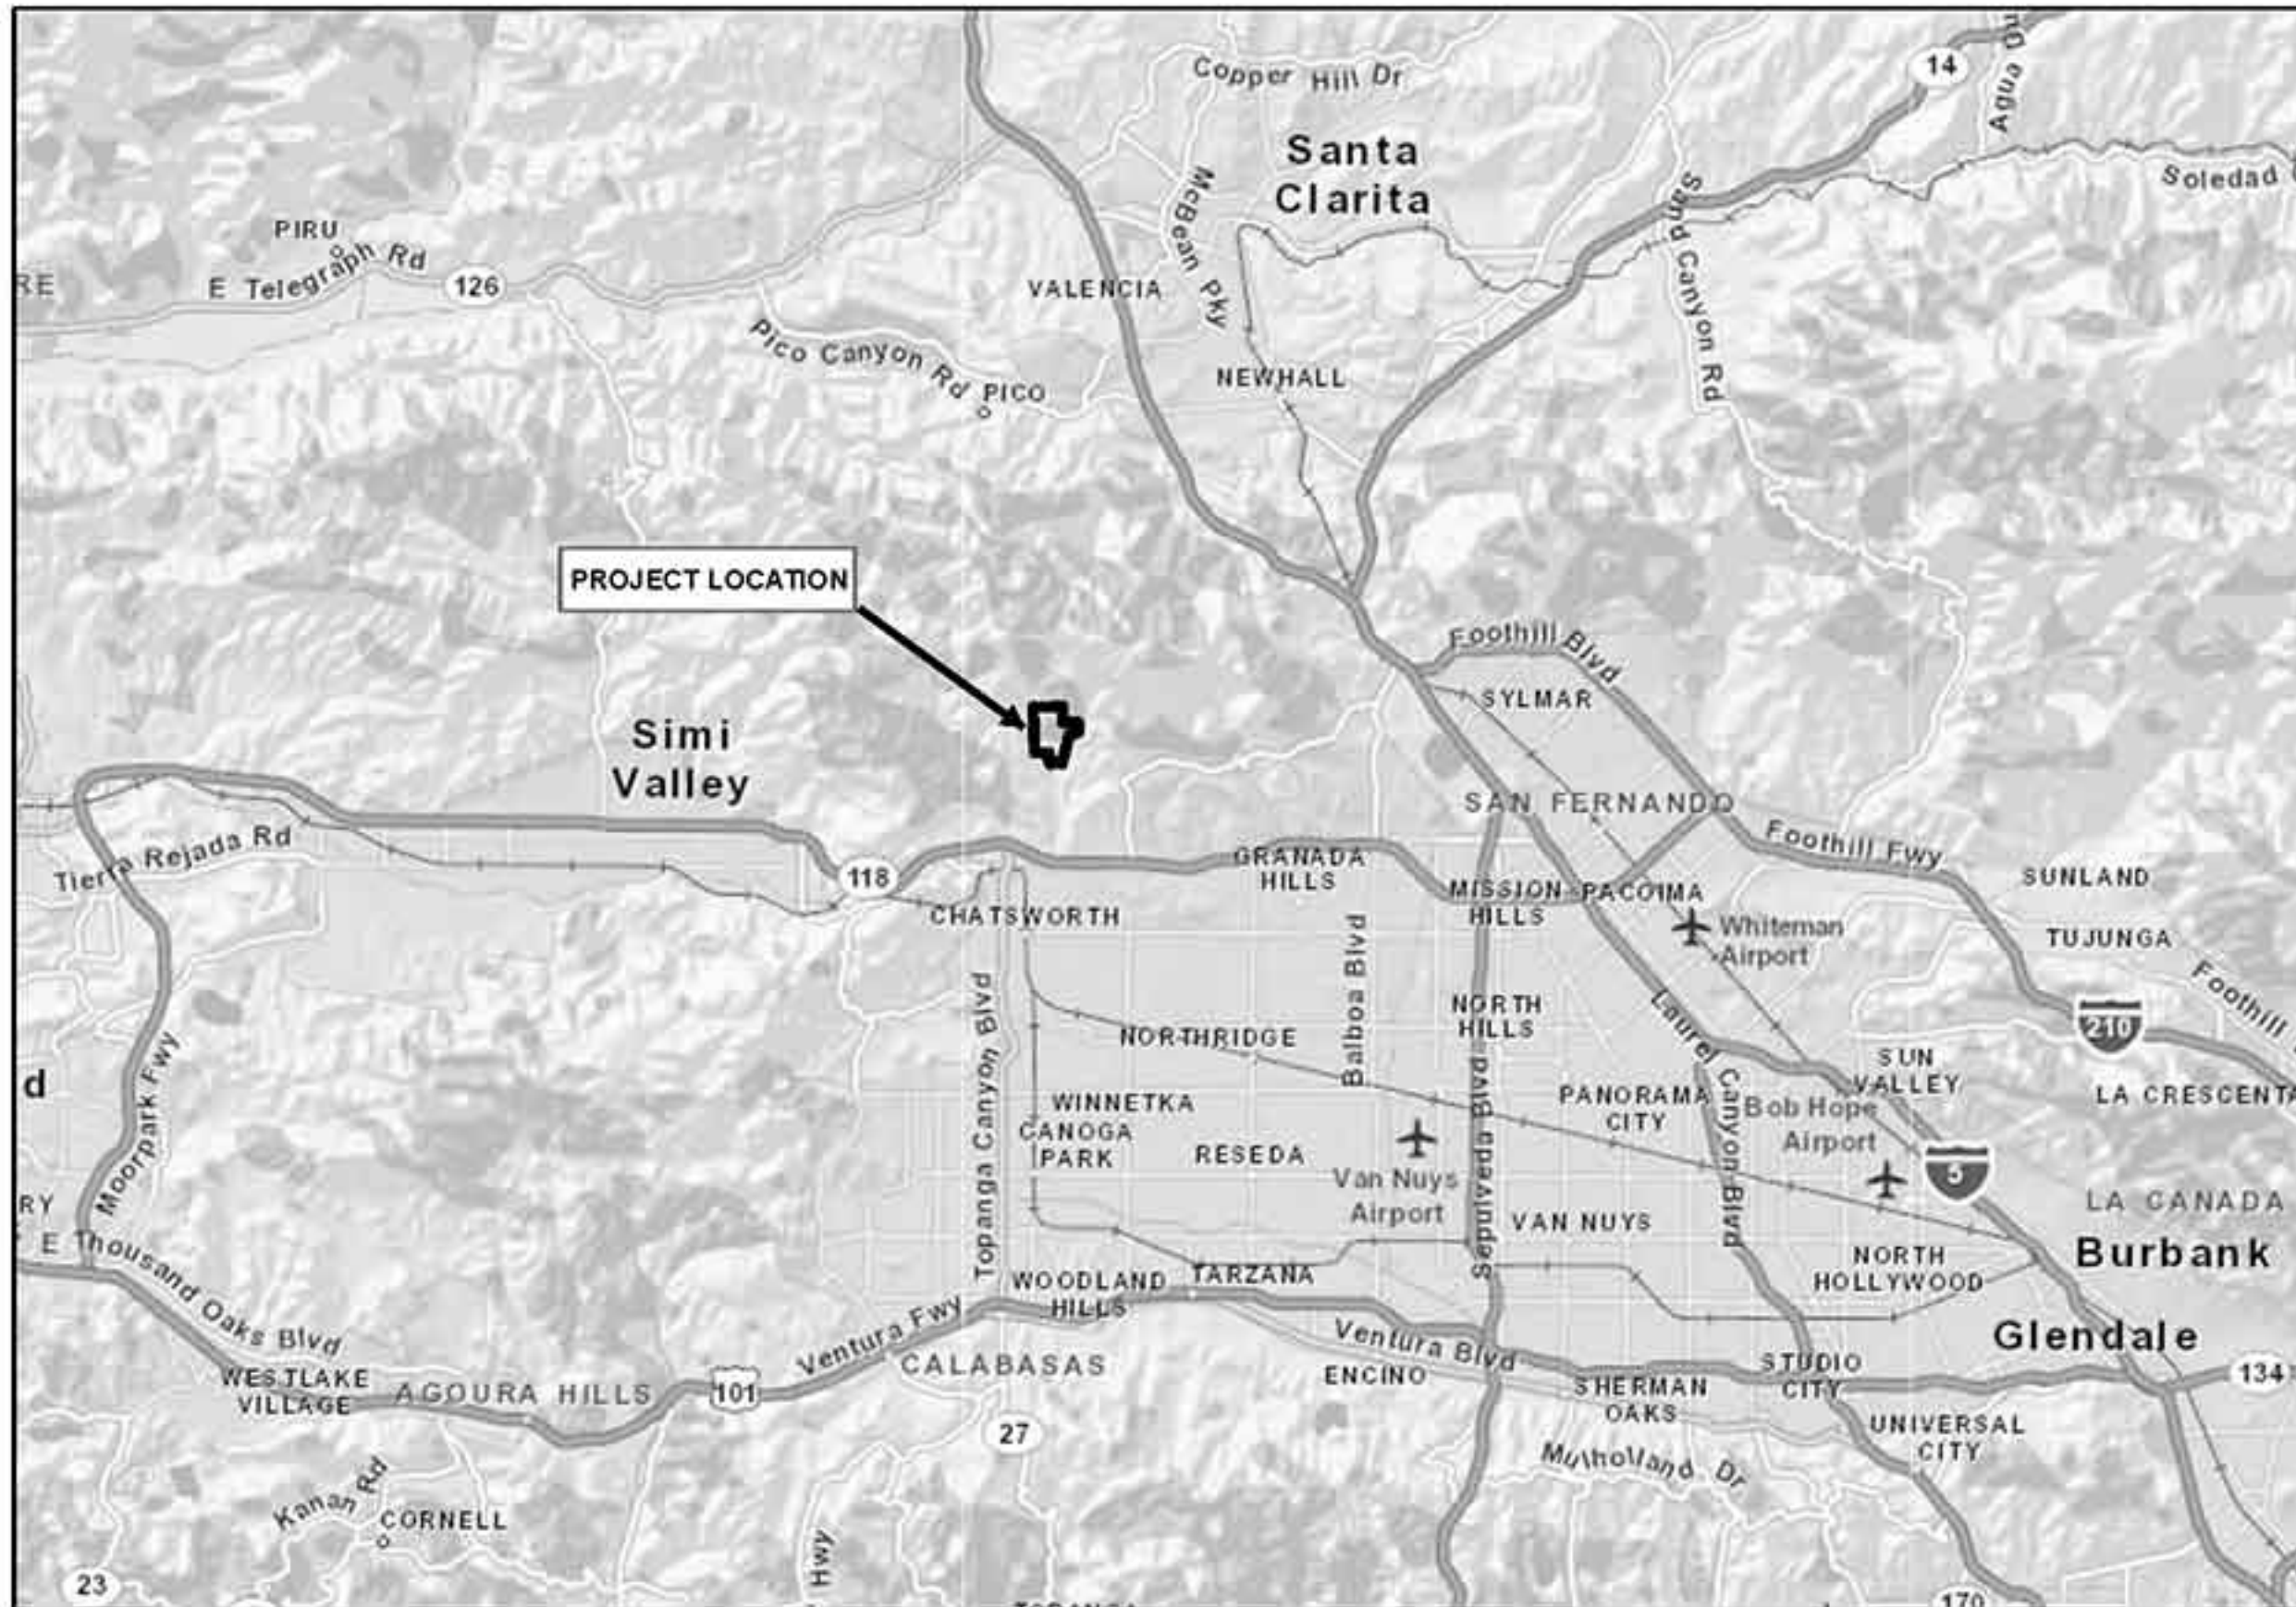 Copper Hill Dr
14
Agua Du
Santa
Clarita
McBean Pky
Sand Canyon Rd
Soledad
PIRU
E Telegraph Rd
126
RE
VALENCIA
Pico Canyon Rd
PICO
NEWHALL
PROJECT LOCATION
Foothill Blvd
SYLMAR
Simi
Valley
SAN FERNANDO
Tierra Rejada Rd
118
GRANADA
HILLS
Foothill Fwy
SUNLAND
CHATSWORTH
MISSION
HILLS
PACOIMA
Whiteman
Airport
TUJUNGA
Foothill
Balboa Blvd
Topanga Canyon Blvd
NORTH
HILLS
Laurel Canyon Blvd
210
NORTHRIDGE
Moorpark Fwy
d
SUN
VALLEY
WINNETKA
PANORAMA
CITY
Bob Hope
Airport
LA CRESCENTA
CANOGA
PARK
RESEDA
Sepulveda Blvd
Van Nuys
Airport
5
RY
VAN NUYS
LA CANADA
E Thousand Oaks Blvd
Burbank
NORTH
HOLLYWOOD
WOODLAND
HILLS
TARZANA
Ventura Fwy
Ventura Blvd
Glendale
CALABASAS
ENCINO
STUDIO
CITY
134
WESTLAKE
VILLAGE
AGOURA HILLS
101
SHERMAN
OAKS
27
UNIVERSAL
CITY
Mulholland Dr
Kanan Rd
CORNELL
Hwy
23
170